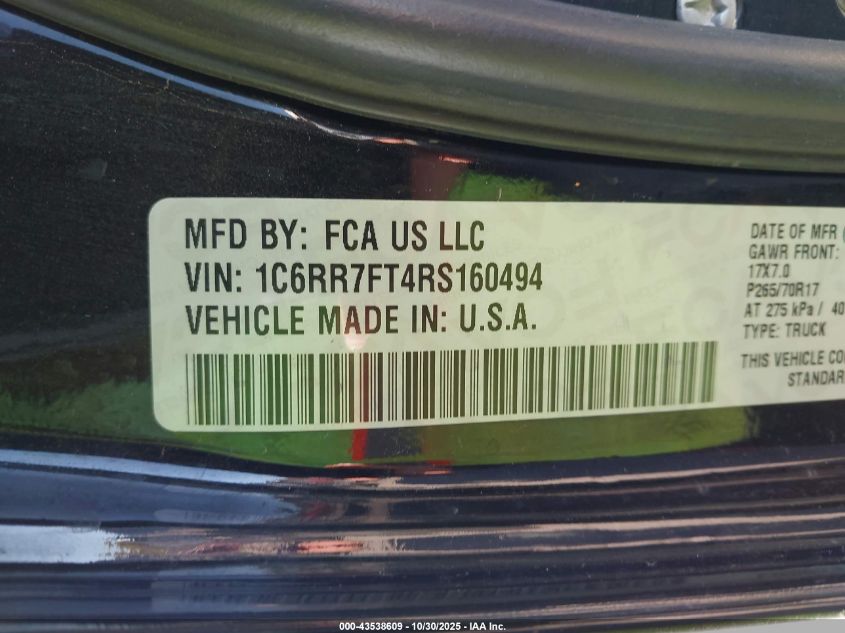 MFD BY: FCA US LLC
VIN: 1C6RR7FT4RS160494
VEHICLE MADE IN: U.S.A.
DATE OF MFR
GAWR FRONT:
17X7.0
P265/70R17
AT 275 kPa / 40
TYPE: TRUCK
THIS VEHICLE CO
STANDAR
000-43538609 - 10/30/2025 - IAA Inc.